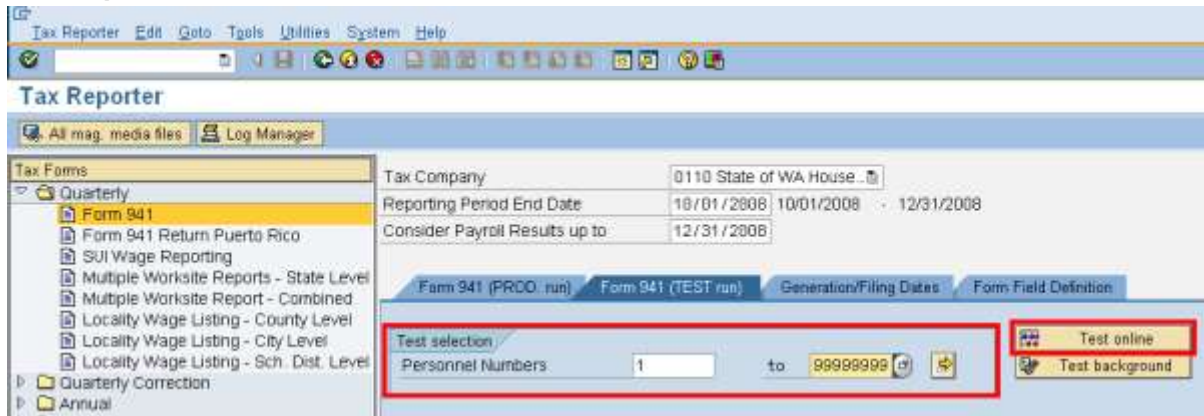 Tax Reporter Edit Goto Tools Utilities System Help
Tax Reporter
All mag. media files Log Manager
Tax Forms
Quarterly
Form 941
Form 941 Return Puerto Rico
SUI Wage Reporting
Multiple Worksite Reports - State Level
Multiple Worksite Report - Combined
Locality Wage Listing - County Level
Locality Wage Listing - City Level
Locality Wage Listing - Sch. Dist. Level
Quarterly Correction
Annual
Tax Company 0110 State of WA House..
Reporting Period End Date 10/01/2008 10/01/2008 - 12/31/2008
Consider Payroll Results up to 12/31/2008
Form 941 (PROD. run) Form 941 (TEST run) Generation/Filing Dates Form Field Definition
Test selection
Personnel Numbers 1 to 99999999
Test online
Test background